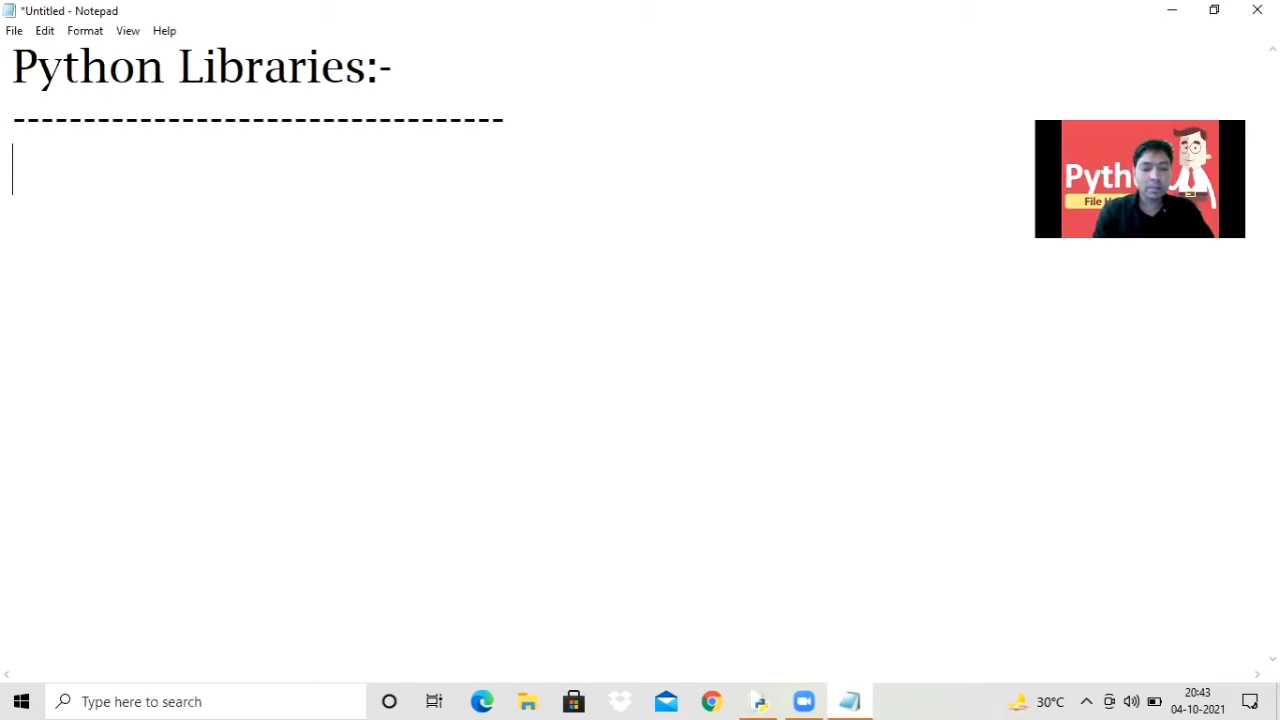 *Untitled - Notepad
File Edit Format View Help
Python Libraries:-
-----------------------------------
Pyth
File H
Type here to search
30°C
20:43
04-10-2021